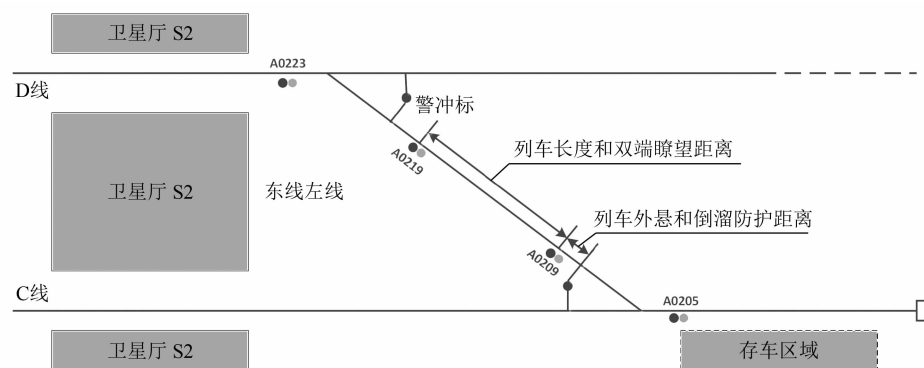 卫星厅 S2
A0223
D线
警冲标
列车长度和双端瞭望距离
A0219
卫星厅 S2
东线左线
列车外悬和倒溜防护距离
A0209
C线
A0205
卫星厅 S2
存车区域